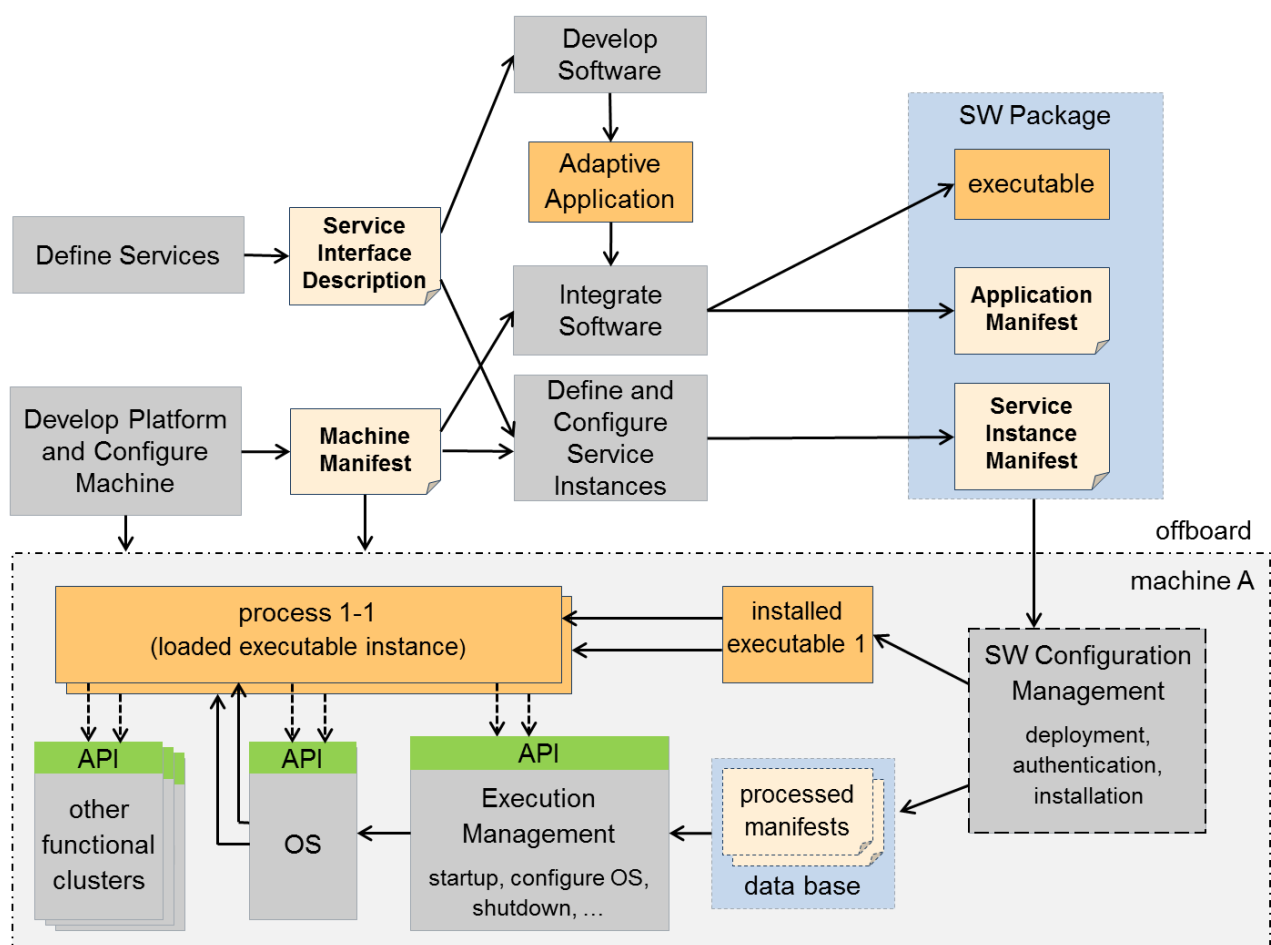 Develop
Software
SW Package
Adaptive
Application
executable
Define Services
Service
Interface
Description
Integrate
Software
Application
Manifest
Develop Platform
and Configure
Machine
Machine
Manifest
Define and
Configure
Service
Instances
Service
Instance
Manifest
offboard
machine A
process 1-1
(loaded executable instance)
installed
executable 1
SW Configuration
Management
deployment,
authentication,
installation
API
other
functional
clusters
API
OS
API
Execution
Management
startup, configure OS,
shutdown, …
processed
manifests
data base